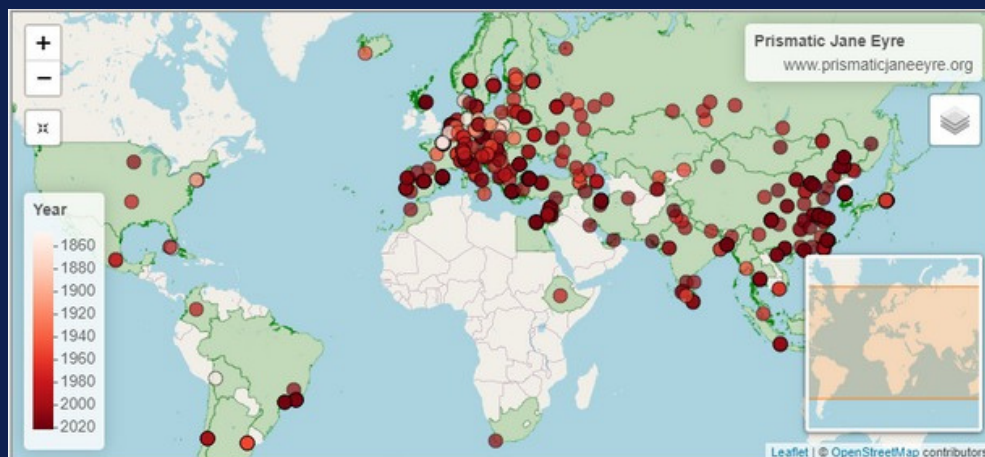 +
Prismatic Jane Eyre
www.prismaticjaneeyre.org
−
Year
1860
1880
1900
1920
1940
1960
1980
2000
2020
Leaflet | © OpenStreetMap contributors